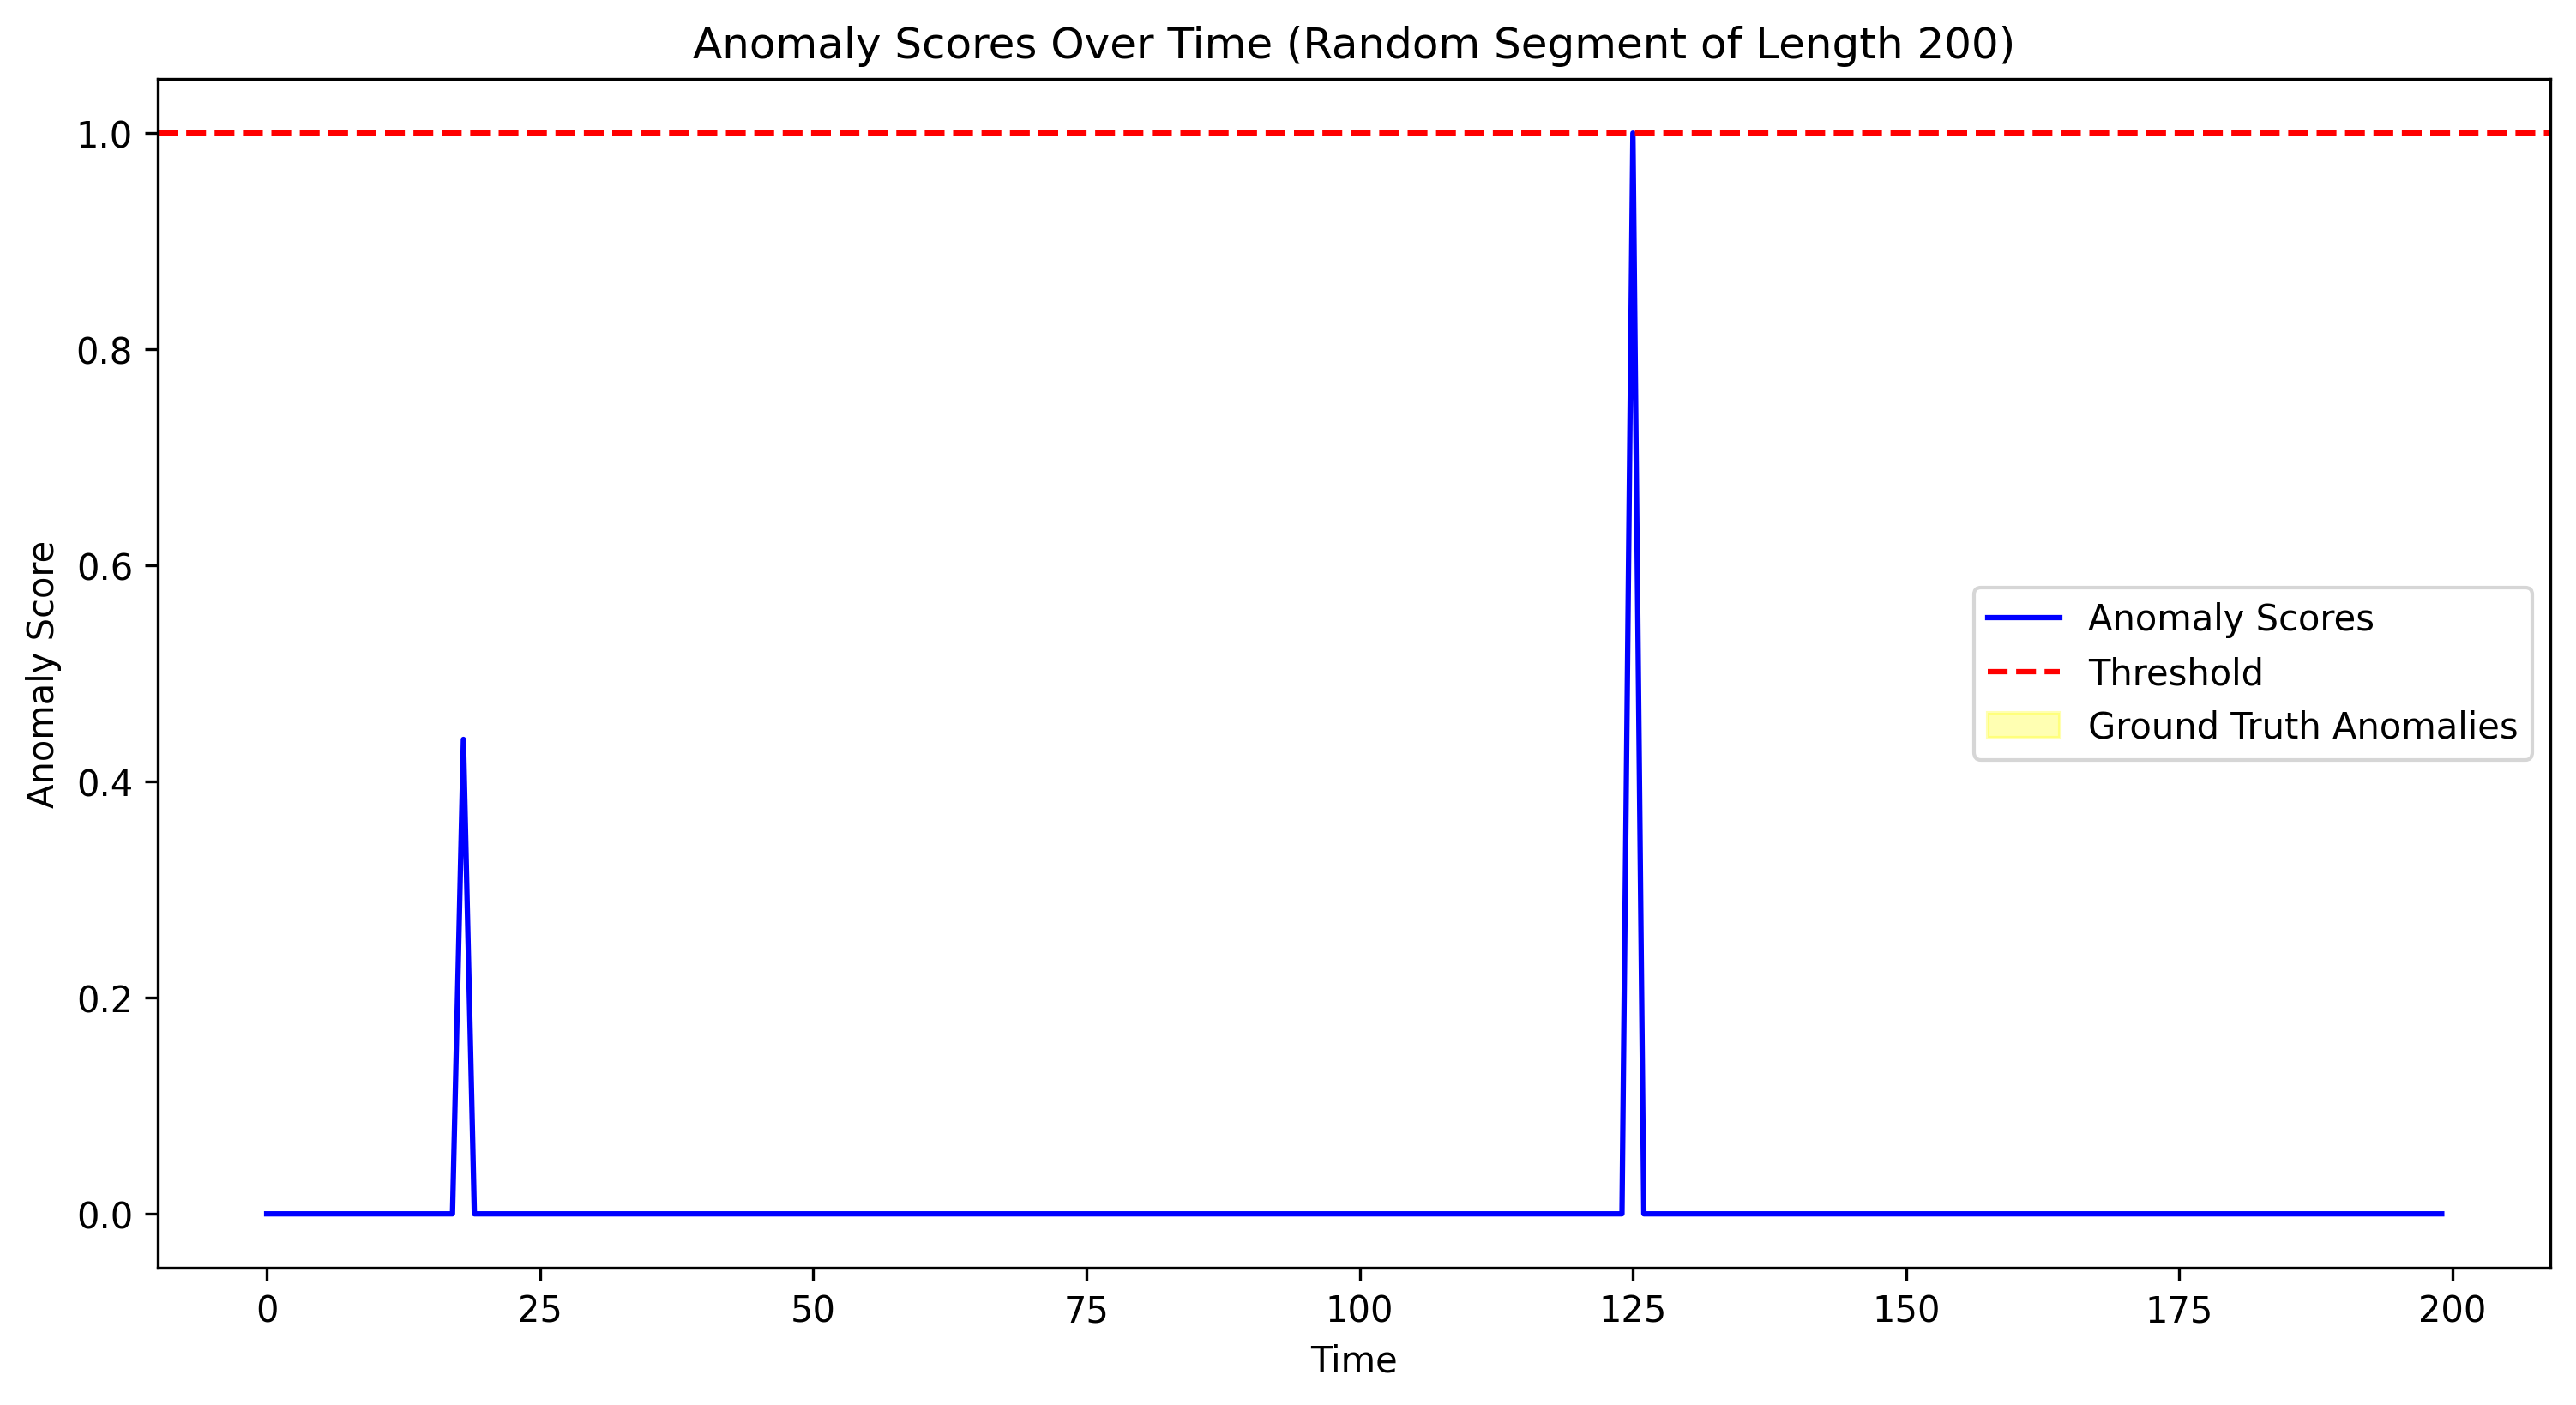 Anomaly Scores Over Time (Random Segment of Length 200)
1.0
0.8
0.6
0.4
0.2
0.0
Anomaly Score
Anomaly Scores
Threshold
Ground Truth Anomalies
0 25 50 75 100 125 150 175 200
Time